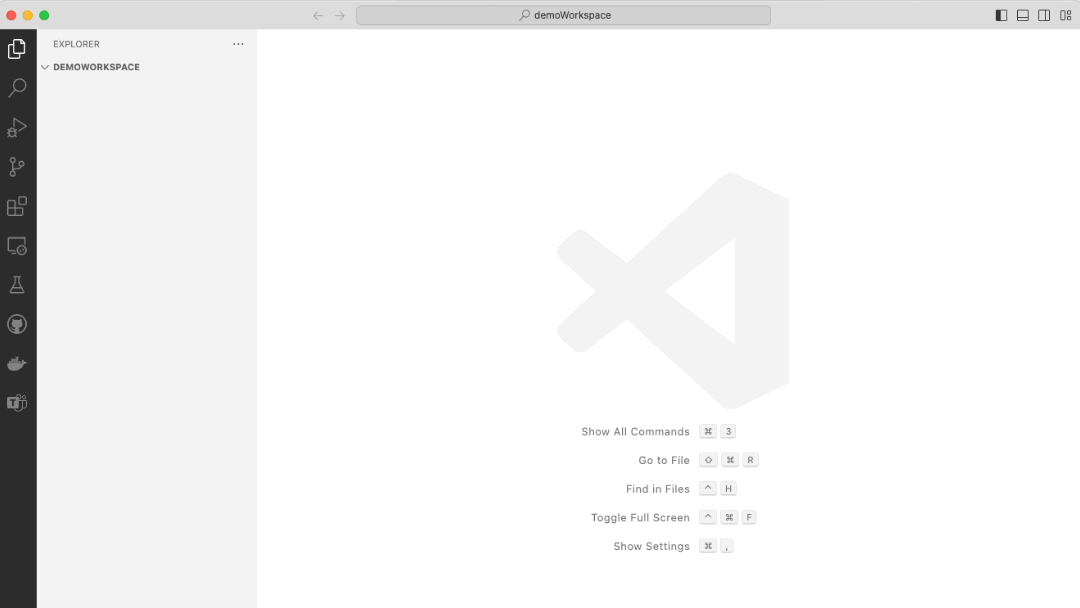 demoWorkspace
EXPLORER
DEMOWORKSPACE
Show All Commands ⌘ 3
Go to File ⇧ ⌘ R
Find in Files ^ H
Toggle Full Screen ^ ⌘ F
Show Settings ⌘ ,